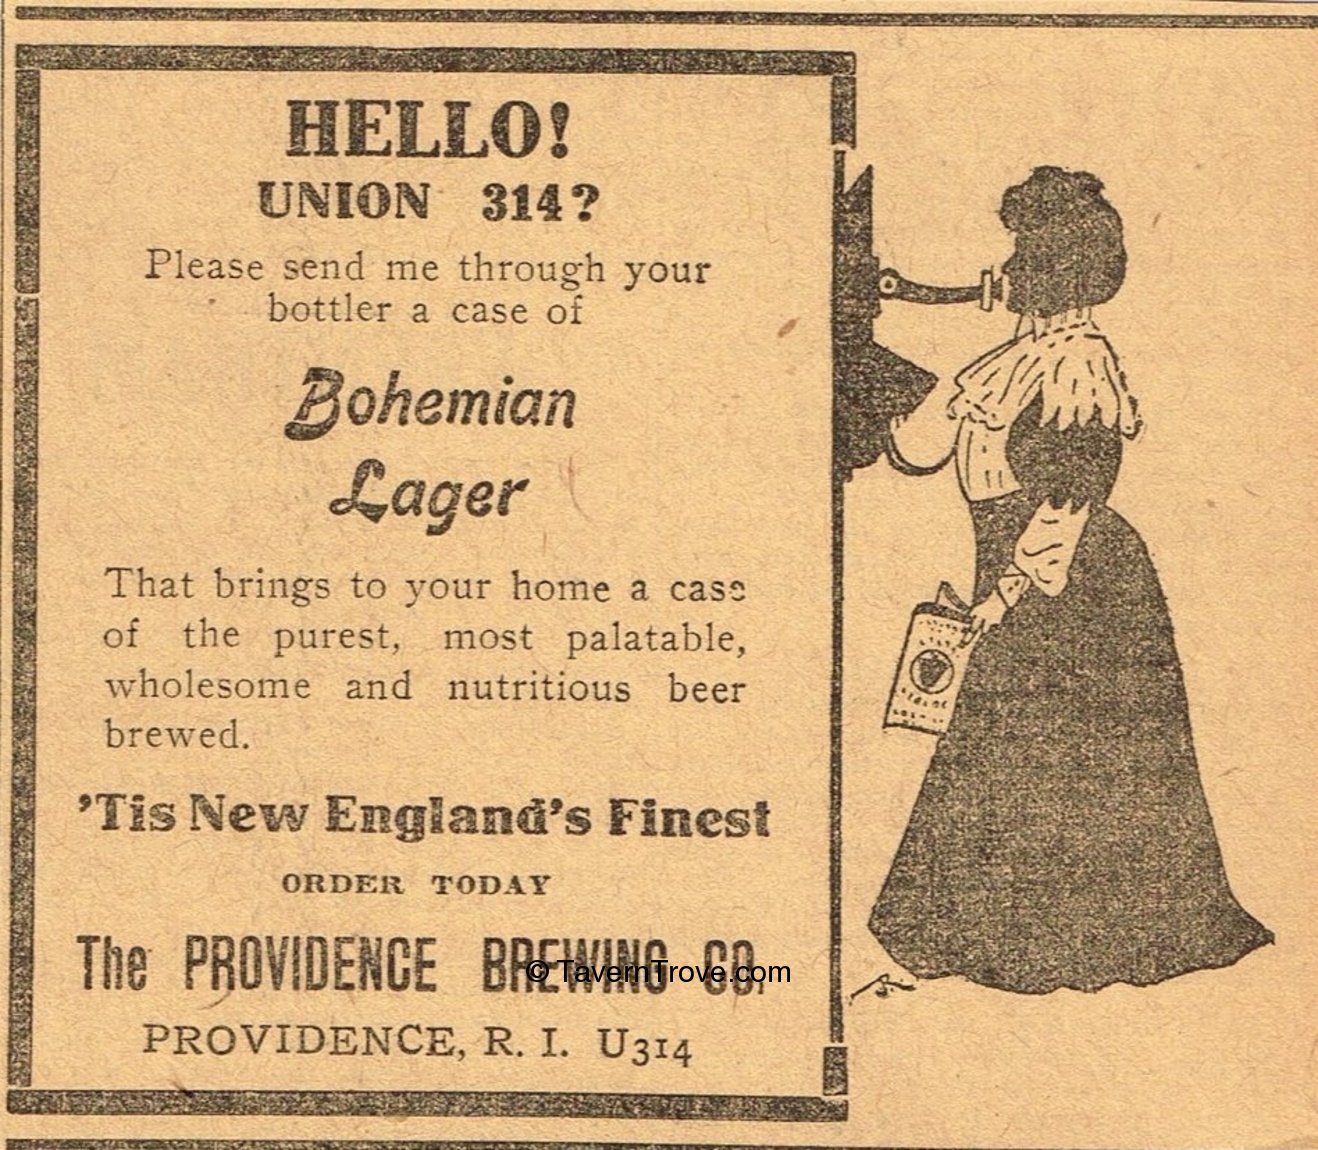 HELLO!
UNION 314?
Please send me through your
bottler a case of
Bohemian
Lager
That brings to your home a case
of the purest, most palatable,
wholesome and nutritious beer
brewed.
'Tis New England's Finest
ORDER TODAY
The PROVIDENCE BREWING CO.
© TavernTrove.com
PROVIDENCE, R. I. U314